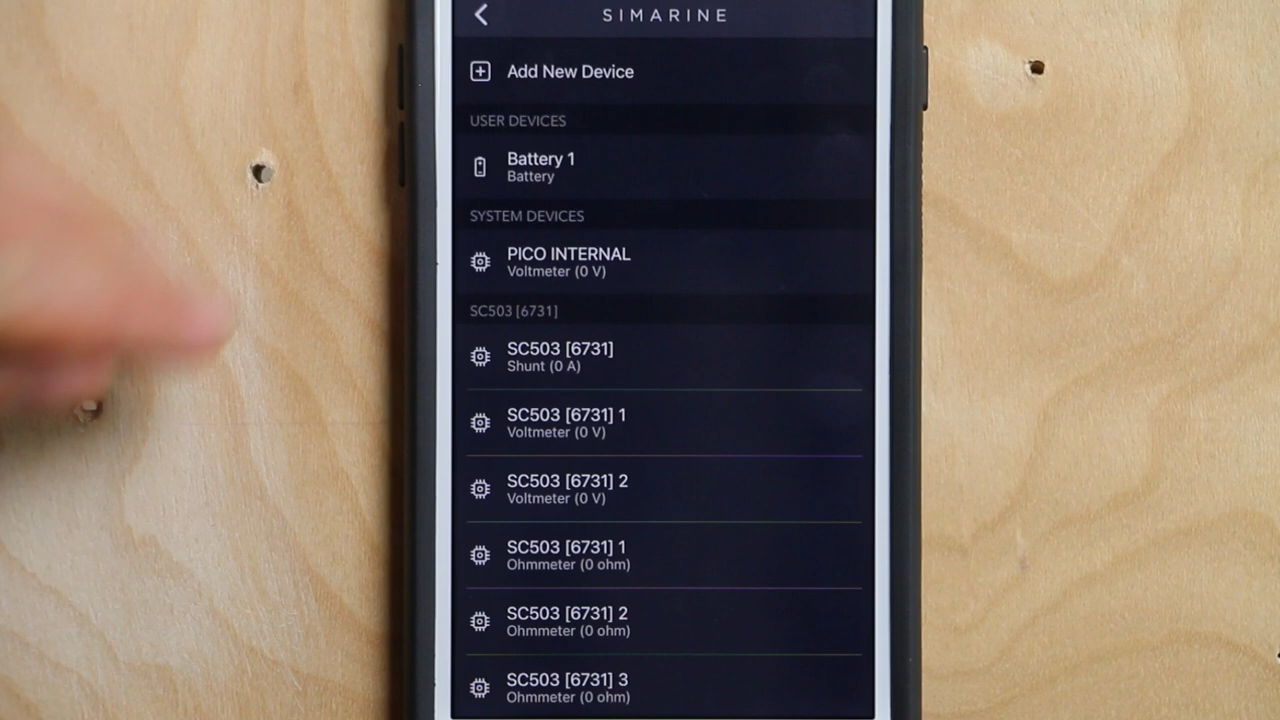 SIMARINE
Add New Device
USER DEVICES
Battery 1
Battery
SYSTEM DEVICES
PICO INTERNAL
Voltmeter (0 V)
SC503 [6731]
SC503 [6731]
Shunt (0 A)
SC503 [6731] 1
Voltmeter (0 V)
SC503 [6731] 2
Voltmeter (0 V)
SC503 [6731] 1
Ohmmeter (0 ohm)
SC503 [6731] 2
Ohmmeter (0 ohm)
SC503 [6731] 3
Ohmmeter (0 ohm)